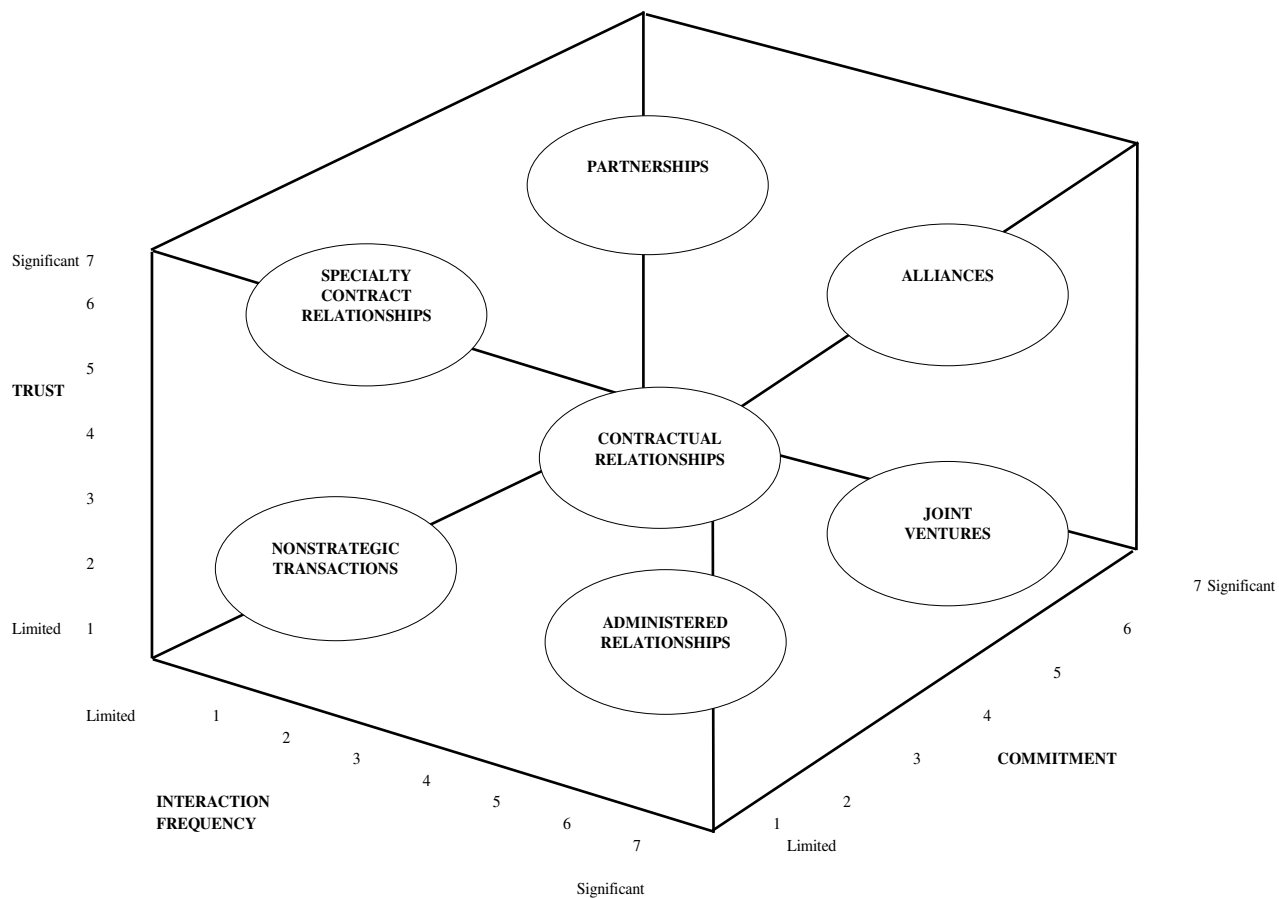 PARTNERSHIPS
Significant 7
SPECIALTY
CONTRACT
RELATIONSHIPS
ALLIANCES
6
5
TRUST
4
CONTRACTUAL
RELATIONSHIPS
3
JOINT
VENTURES
NONSTRATEGIC
TRANSACTIONS
2
7 Significant
Limited 1
ADMINISTERED
RELATIONSHIPS
6
5
Limited 1
4
2
3
3
COMMITMENT
4
INTERACTION
FREQUENCY
5
2
6
1
7
Limited
Significant